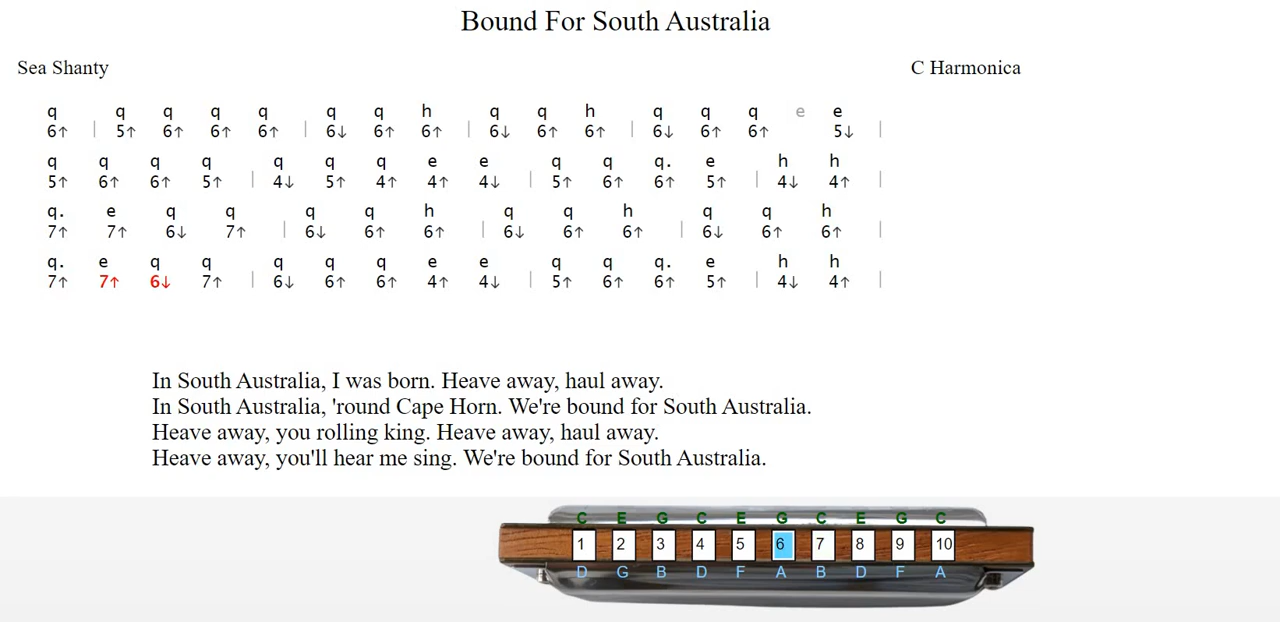 Bound For South Australia
Sea Shanty C Harmonica
q q q q q q q h q q h q q q e e
6↑ | 5↑ 6↑ 6↑ 6↑ | 6↓ 6↑ 6↑ | 6↓ 6↑ 6↑ | 6↓ 6↑ 6↑ 5↓ |
q q q q q q q e e q q q. e h h
5↑ 6↑ 6↑ 5↑ | 4↓ 5↑ 4↑ 4↑ 4↓ | 5↑ 6↑ 6↑ 5↑ | 4↓ 4↑ |
q. e q q q q h q q h q q h
7↑ 7↑ 6↓ 7↑ | 6↓ 6↑ 6↑ | 6↓ 6↑ 6↑ | 6↓ 6↑ 6↑ |
q. e q q q q q e e q q q. e h h
7↑ 7↑ 6↓ 7↑ | 6↓ 6↑ 6↑ 4↑ 4↓ | 5↑ 6↑ 6↑ 5↑ | 4↓ 4↑ |
In South Australia, I was born. Heave away, haul away.
In South Australia, 'round Cape Horn. We're bound for South Australia.
Heave away, you rolling king. Heave away, haul away.
Heave away, you'll hear me sing. We're bound for South Australia.
C E G C E G C E G C
1 2 3 4 5 6 7 8 9 10
D G B D F A B D F A